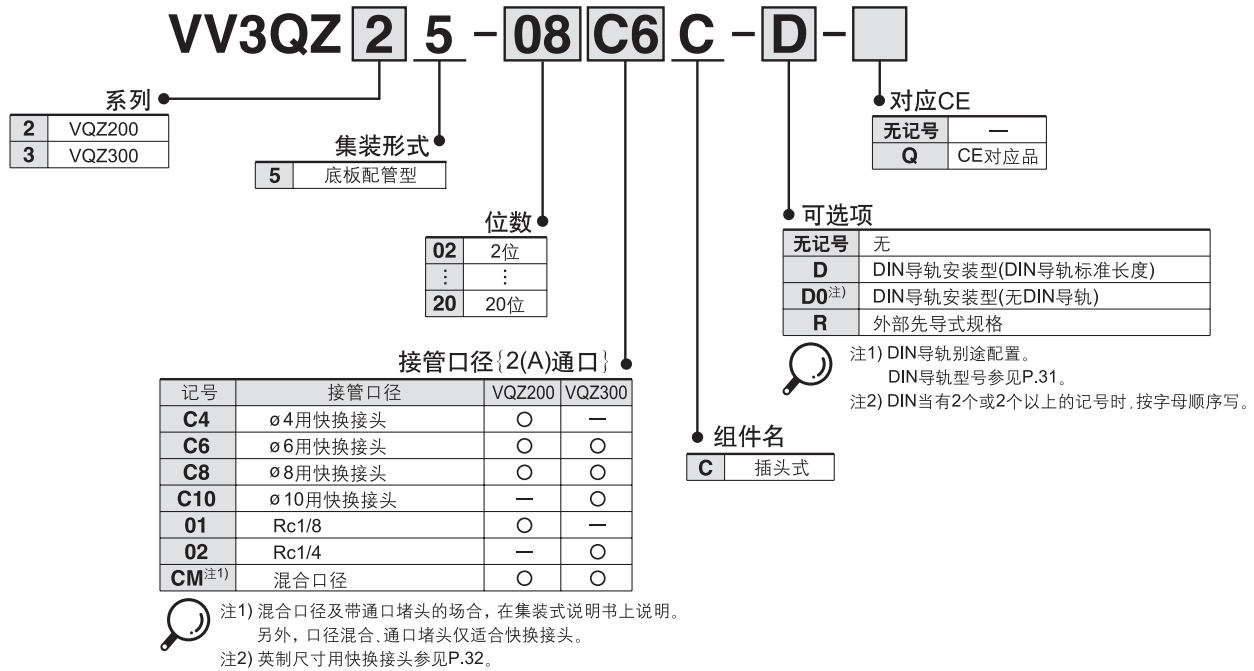 VV3QZ 2 5 - 08 C6 C - D -
系列
2 VQZ200
3 VQZ300
集装形式
5 底板配管型
位数
02 2位
⋮ ⋮
20 20位
接管口径{2(A)通口}
记号 接管口径 VQZ200 VQZ300
C4 ø4用快换接头 ○ —
C6 ø6用快换接头 ○ ○
C8 ø8用快换接头 ○ ○
C10 ø10用快换接头 — ○
01 Rc1/8 ○ —
02 Rc1/4 — ○
CM注1) 混合口径 ○ ○
注1) 混合口径及带通口堵头的场合，在集装式说明书上说明。
另外，口径混合、通口堵头仅适合快换接头。
注2) 英制尺寸用快换接头参见P.32。
对应CE
无记号 —
Q CE对应品
可选项
无记号 无
D DIN导轨安装型(DIN导轨标准长度)
D0注) DIN导轨安装型(无DIN导轨)
R 外部先导式规格
注1) DIN导轨别途配置。
DIN导轨型号参见P.31。
注2) DIN当有2个或2个以上的记号时，按字母顺序写。
组件名
C 插头式